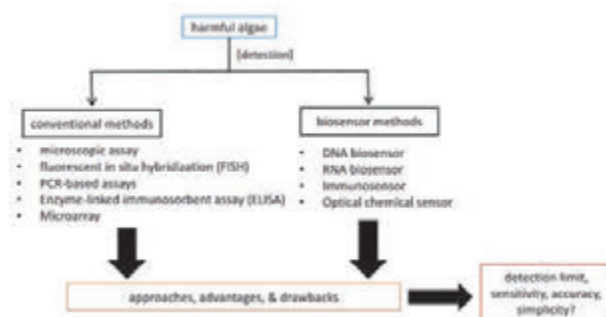 harmful algae
(detection)
conventional methods
• microscopic assay
• fluorescent in situ hybridization (FISH)
• PCR-based assays
• Enzyme-linked immunosorbent assay (ELISA)
• Microarray
biosensor methods
• DNA biosensor
• RNA biosensor
• Immunosensor
• Optical chemical sensor
approaches, advantages, & drawbacks
detection limit,
sensitivity, accuracy,
simplicity?